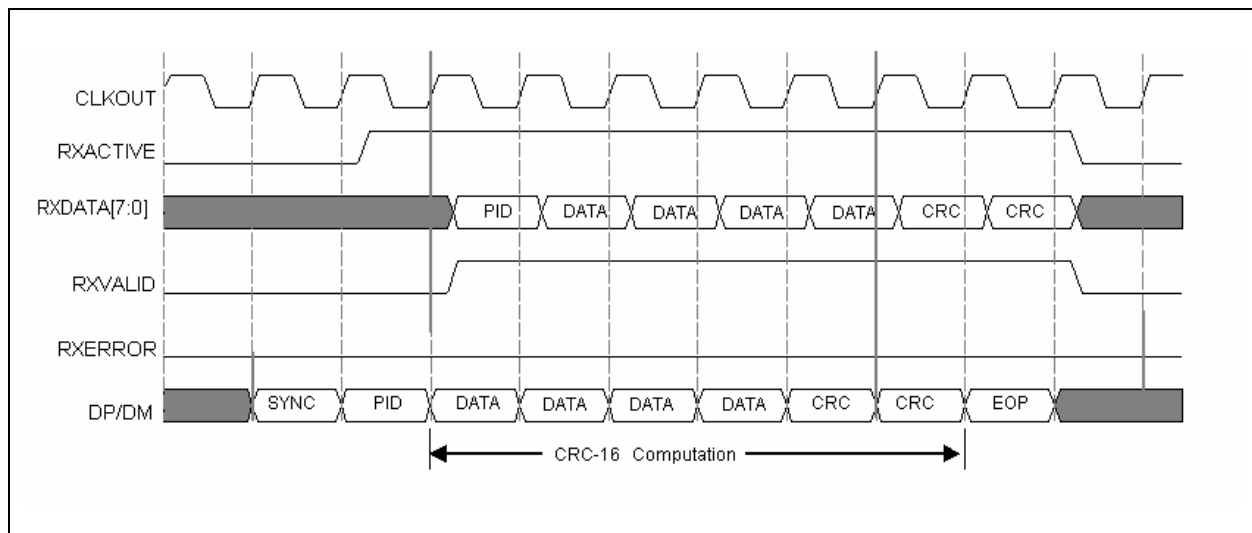 CLKOUT
RXACTIVE
RXDATA[7:0] PID DATA DATA DATA DATA CRC CRC
RXVALID
RXERROR
DP/DM SYNC PID DATA DATA DATA DATA CRC CRC EOP
CRC-16 Computation